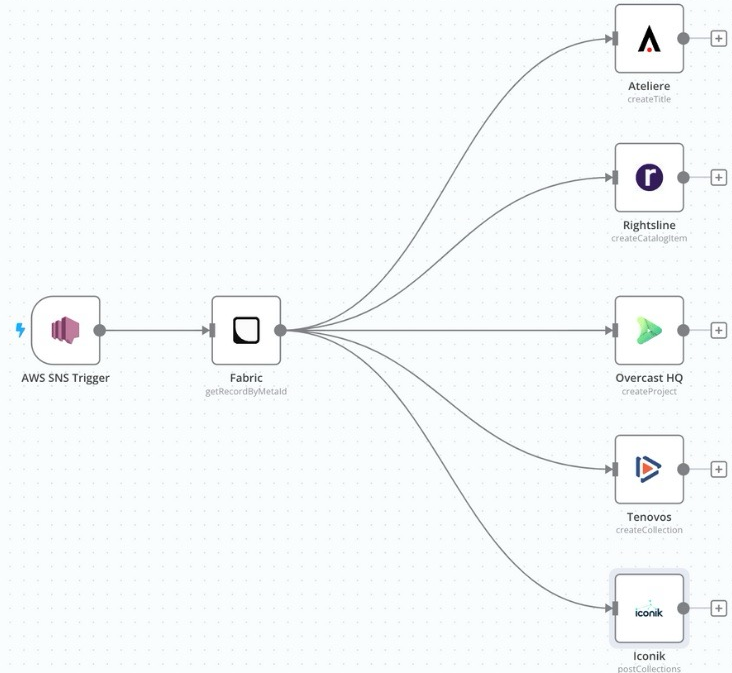 Ateliere
createTitle
r
Rightsline
createCatalogItem
AWS SNS Trigger
Fabric
getRecordByMetaId
Overcast HQ
createProject
Tenovos
createCollection
iconik
Iconik
postCollections